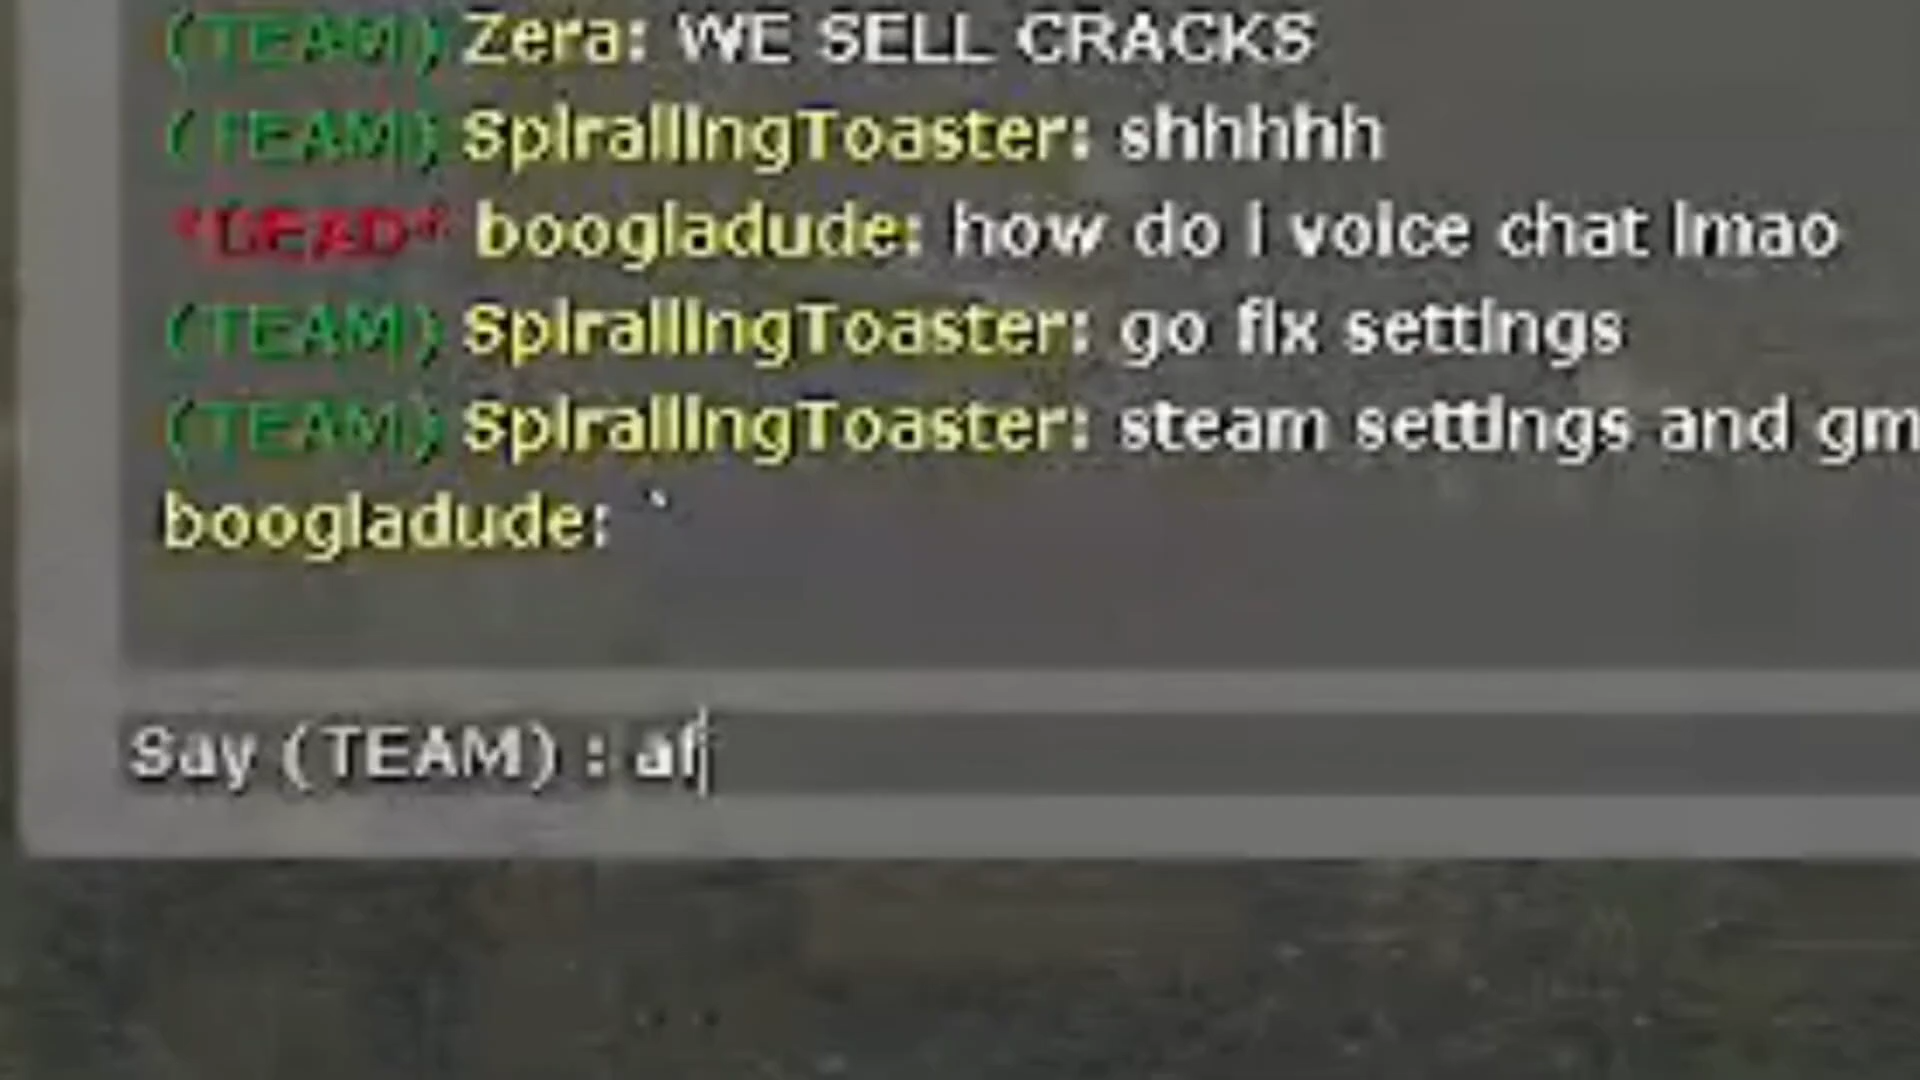 (TEAM) Zera: WE SELL CRACKS
(TEAM) SpirallingToaster: shhhhh
*DEAD* boogladude: how do i voice chat lmao
(TEAM) SpirallingToaster: go fix settings
(TEAM) SpirallingToaster: steam settings and gm
boogladude: `
Say (TEAM) : af